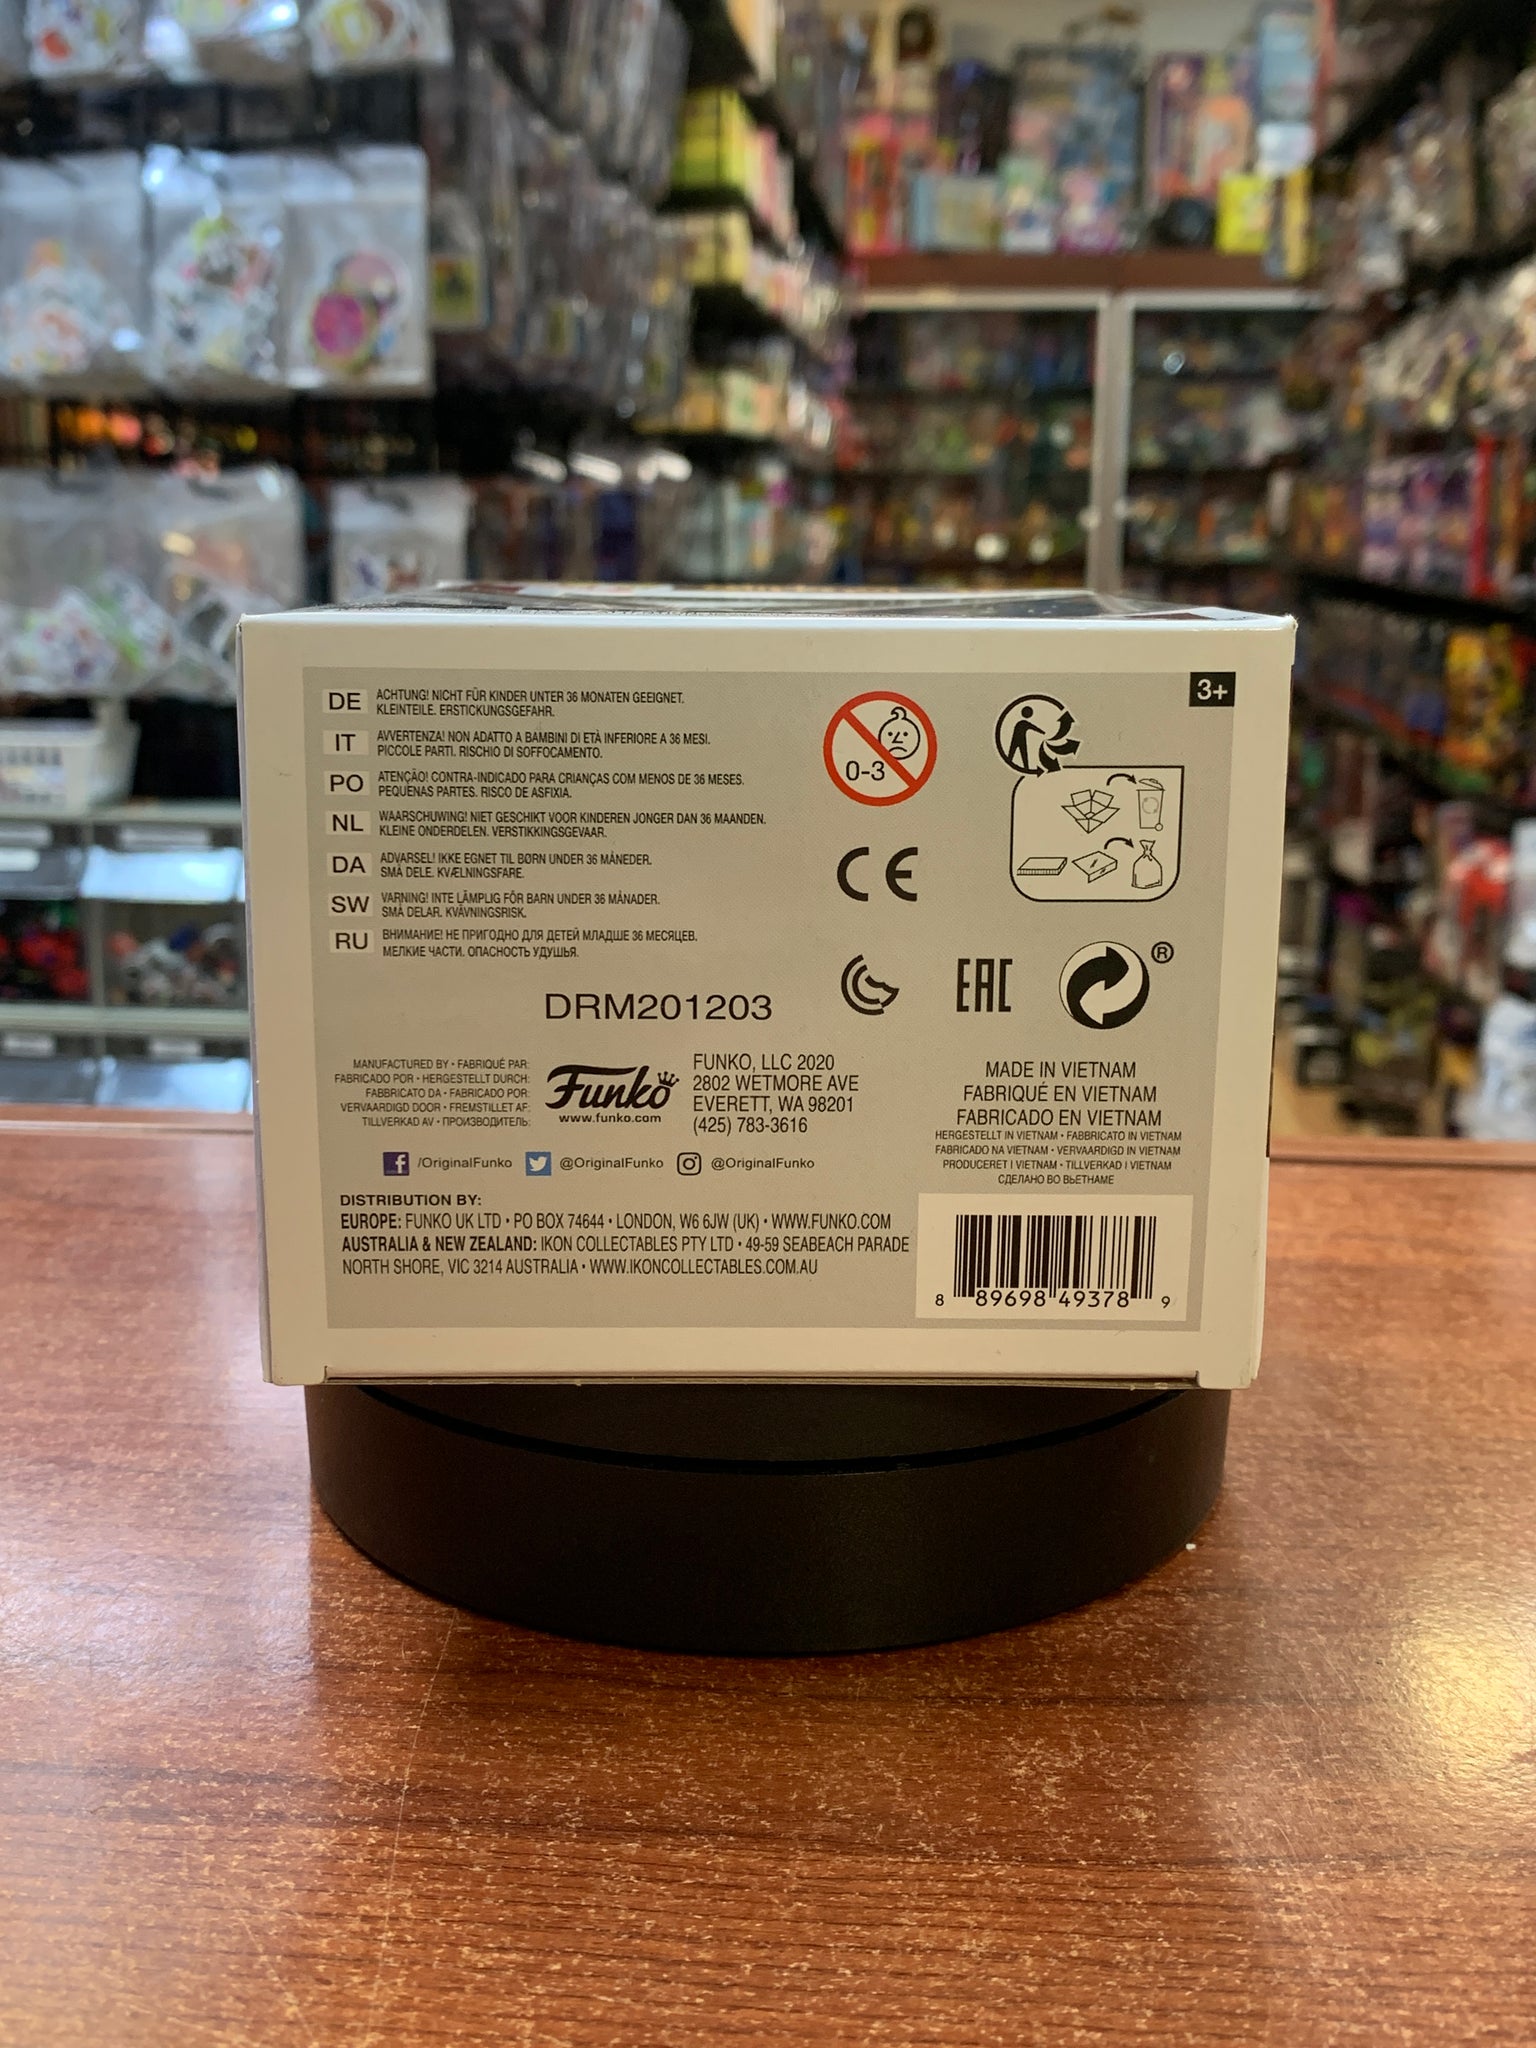 3+
DE ACHTUNG! NICHT FÜR KINDER UNTER 36 MONATEN GEEIGNET.
KLEINTEILE. ERSTICKUNGSGEFAHR.
IT AVVERTENZA! NON ADATTO A BAMBINI DI ETÀ INFERIORE A 36 MESI.
PICCOLE PARTI. RISCHIO DI SOFFOCAMENTO.
PO ATENÇÃO! CONTRA-INDICADO PARA CRIANÇAS COM MENOS DE 36 MESES.
PEQUENAS PARTES. RISCO DE ASFIXIA.
NL WAARSCHUWING! NIET GESCHIKT VOOR KINDEREN JONGER DAN 36 MAANDEN.
KLEINE ONDERDELEN. VERSTIKKINGSGEVAAR.
DA ADVARSEL! IKKE EGNET TIL BØRN UNDER 36 MÅNEDER.
SMÅ DELE. KVÆLNINGSFARE.
SW VARNING! INTE LÄMPLIG FÖR BARN UNDER 36 MÅNADER.
SMÅ DELAR. KVÄVNINGSRISK.
RU ВНИМАНИЕ! НЕ ПРИГОДНО ДЛЯ ДЕТЕЙ МЛАДШЕ 36 МЕСЯЦЕВ.
МЕЛКИЕ ЧАСТИ. ОПАСНОСТЬ УДУШЬЯ.
0-3
CE
EAC
®
DRM201203
MANUFACTURED BY • FABRIQUÉ PAR:
FABRICADO POR • HERGESTELLT DURCH:
FABBRICATO DA • FABRICADO POR:
VERVAARDIGD DOOR • FREMSTILLET AF:
TILLVERKAD AV • ПРОИЗВОДИТЕЛЬ:
Funko
www.funko.com
FUNKO, LLC 2020
2802 WETMORE AVE
EVERETT, WA 98201
(425) 783-3616
MADE IN VIETNAM
FABRIQUÉ EN VIETNAM
FABRICADO EN VIETNAM
HERGESTELLT IN VIETNAM • FABBRICATO IN VIETNAM
FABRICADO NA VIETNAM • VERVAARDIGD IN VIETNAM
PRODUCERET I VIETNAM • TILLVERKAD I VIETNAM
СДЕЛАНО ВО ВЬЕТНАМЕ
f /OriginalFunko @OriginalFunko @OriginalFunko
DISTRIBUTION BY:
EUROPE: FUNKO UK LTD • PO BOX 74644 • LONDON, W6 6JW (UK) • WWW.FUNKO.COM
AUSTRALIA & NEW ZEALAND: IKON COLLECTABLES PTY LTD • 49-59 SEABEACH PARADE
NORTH SHORE, VIC 3214 AUSTRALIA • WWW.IKONCOLLECTABLES.COM.AU
8 89698 49378 9